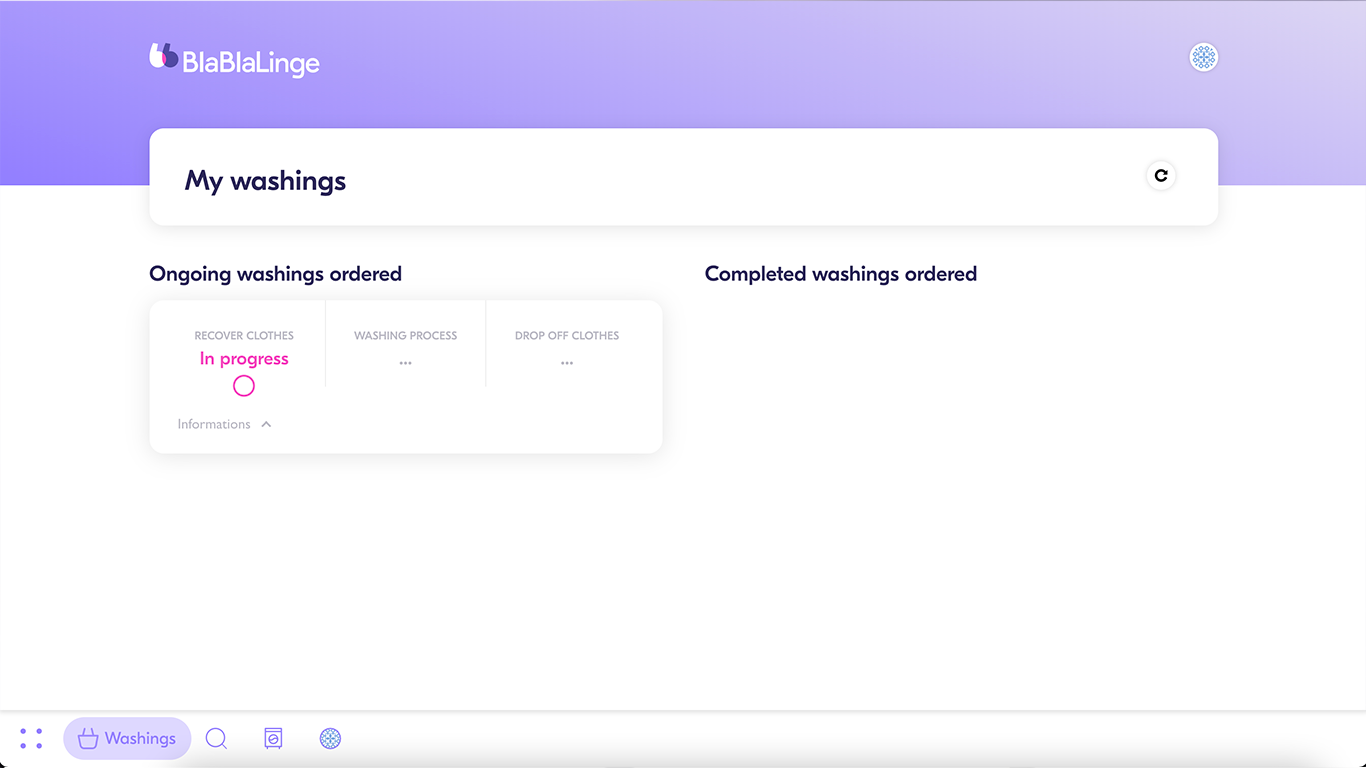 BlaBlaLinge
My washings
Ongoing washings ordered
RECOVER CLOTHES
In progress
WASHING PROCESS
...
DROP OFF CLOTHES
...
Informations
Completed washings ordered
Washings